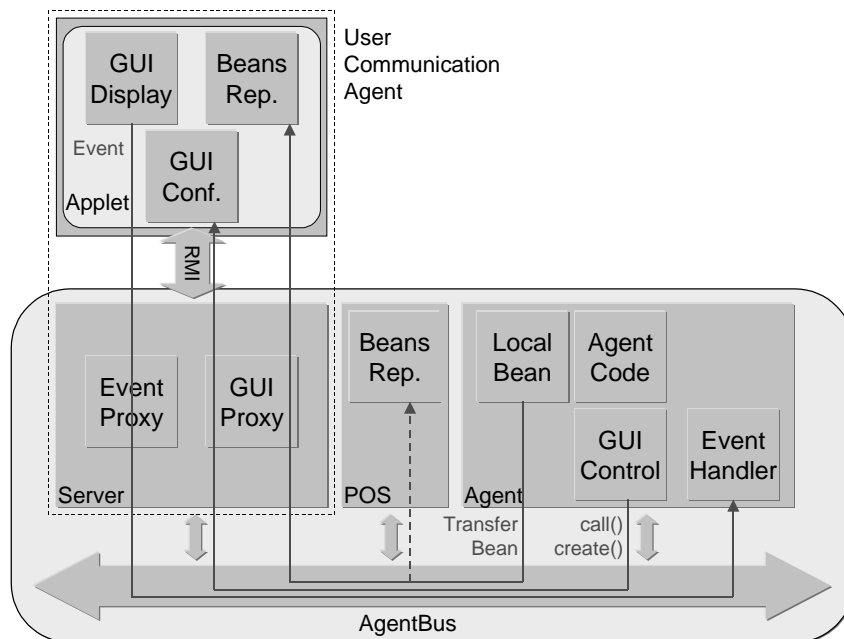 User
Communication
Agent
GUI
Display
Beans
Rep.
Event
GUI
Conf.
Applet
RMI
Event
Proxy
GUI
Proxy
Server
Beans
Rep.
POS
Local
Bean
Agent
Code
GUI
Control
Event
Handler
Agent
Transfer
Bean
call()
create()
AgentBus